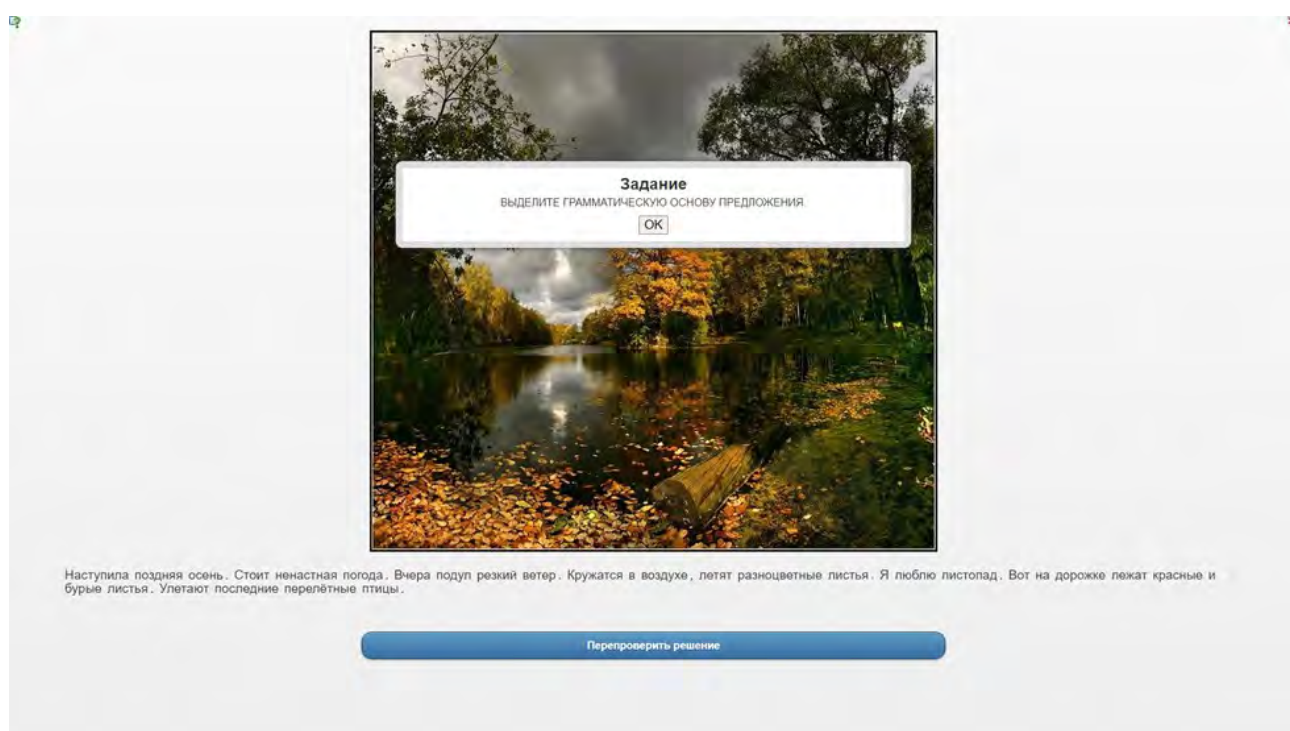 Задание
ВЫДЕЛИТЕ ГРАММАТИЧЕСКУЮ ОСНОВУ ПРЕДЛОЖЕНИЯ.
OK
Наступила поздняя осень. Стоит ненастная погода. Вчера подул резкий ветер. Кружатся в воздухе, летят разноцветные листья. Я люблю листопад. Вот на дорожке лежат красные и
бурые листья. Улетают последние перелётные птицы.
Перепроверить решение